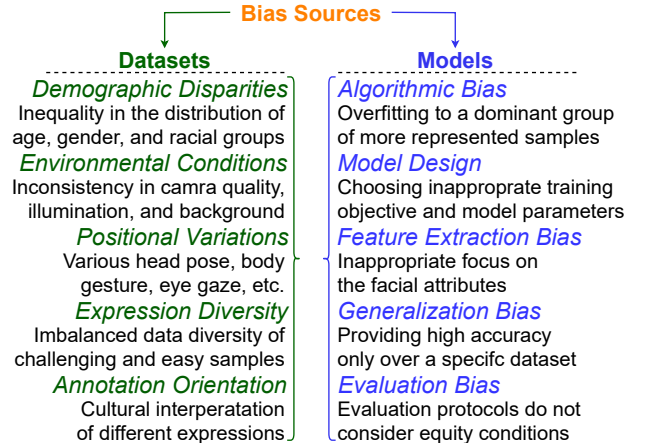 Bias Sources
Datasets
Demographic Disparities
Inequality in the distribution of
age, gender, and racial groups
Environmental Conditions
Inconsistency in camra quality,
illumination, and background
Positional Variations
Various head pose, body
gesture, eye gaze, etc.
Expression Diversity
Imbalanced data diversity of
challenging and easy samples
Annotation Orientation
Cultural interperatation
of different expressions
Models
Algorithmic Bias
Overfitting to a dominant group
of more represented samples
Model Design
Choosing inapproprate training
objective and model parameters
Feature Extraction Bias
Inappropriate focus on
the facial attributes
Generalization Bias
Providing high accuracy
only over a specifc dataset
Evaluation Bias
Evaluation protocols do not
consider equity conditions